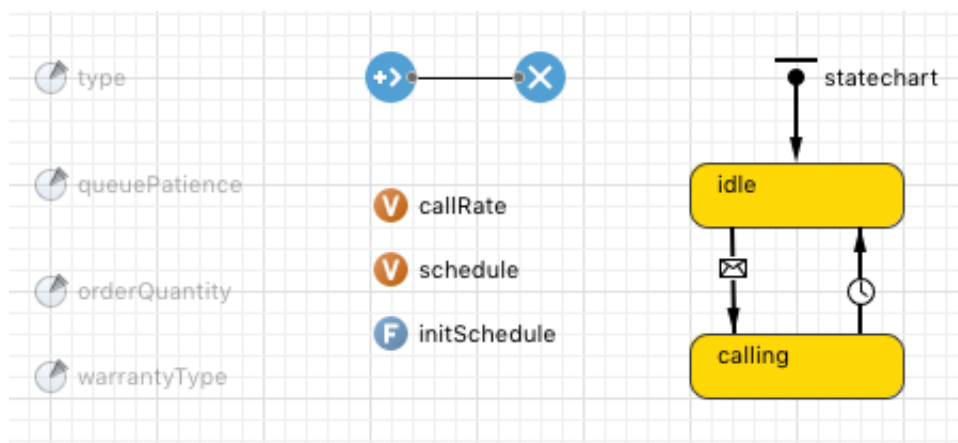 type
queuePatience
orderQuantity
warrantyType
V callRate
V schedule
F initSchedule
statechart
idle
calling